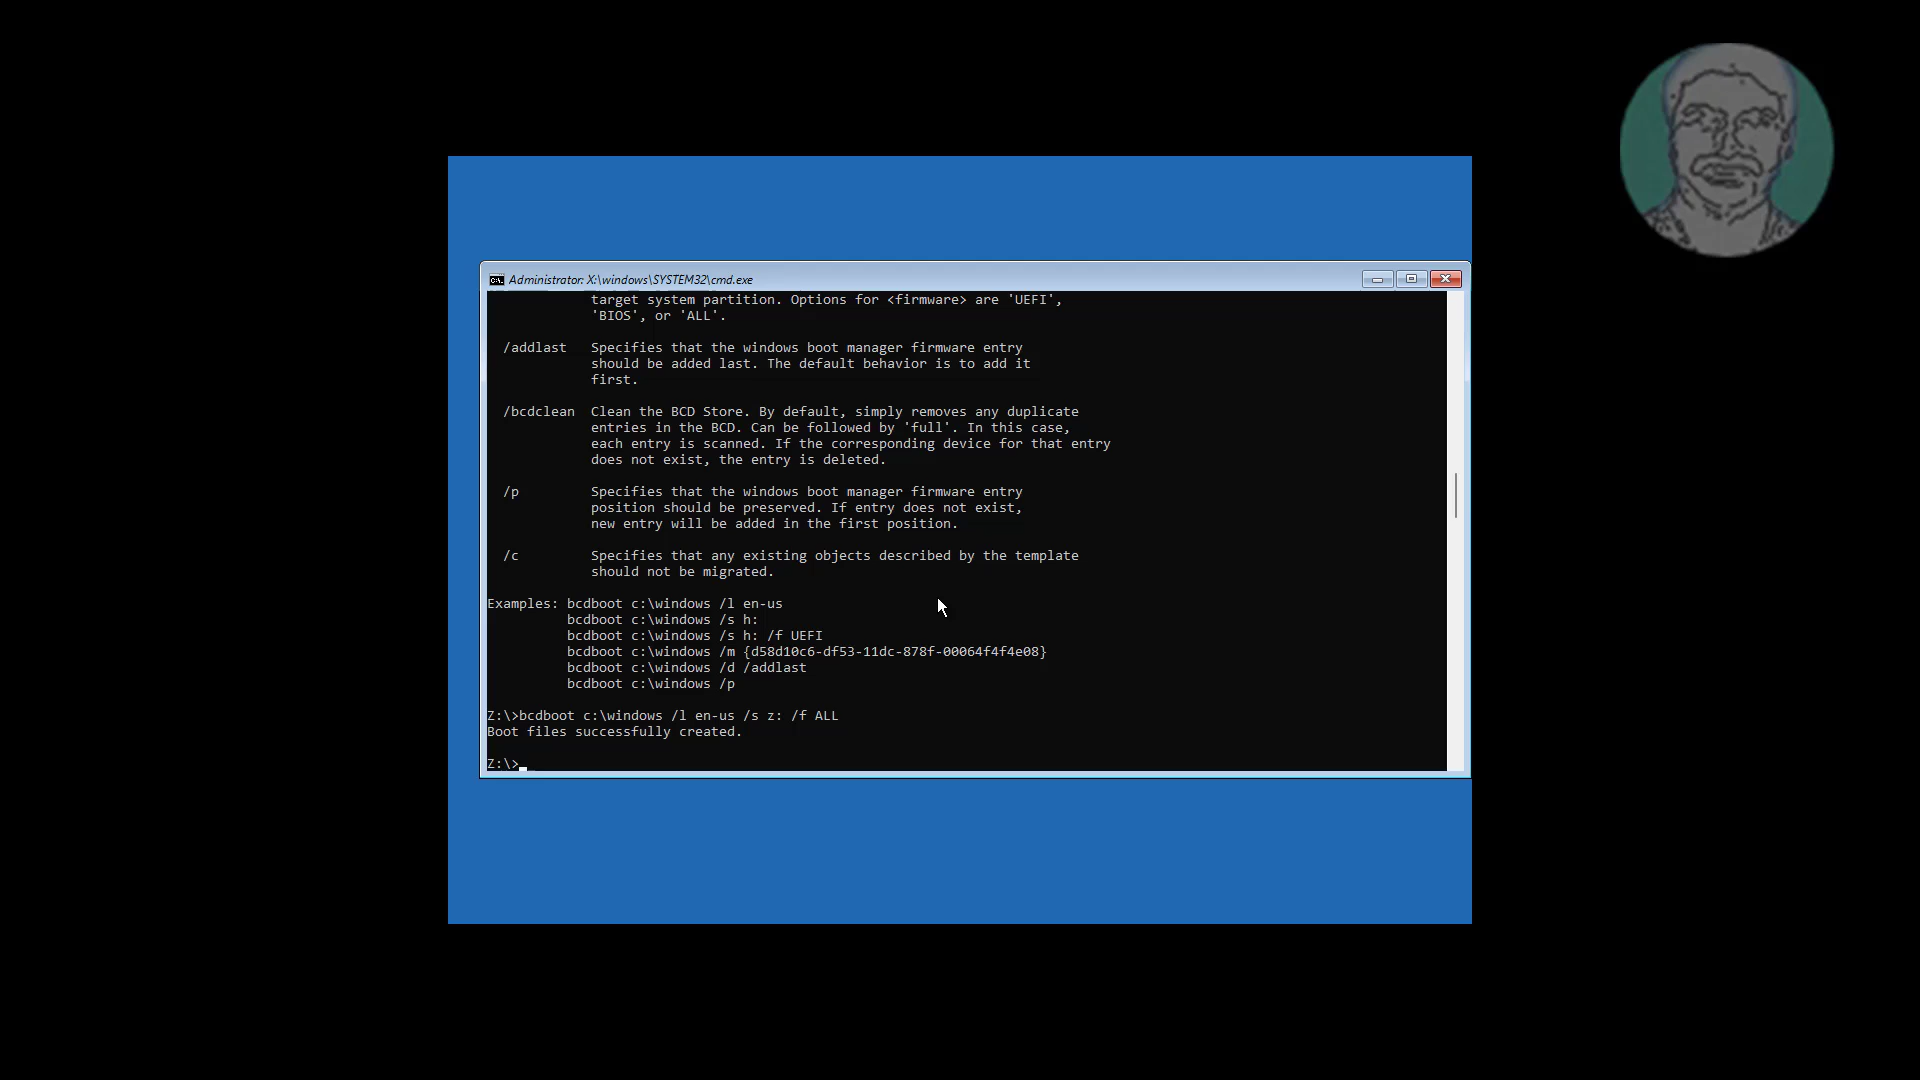 Administrator: X:\windows\SYSTEM32\cmd.exe
target system partition. Options for <firmware> are 'UEFI',
'BIOS', or 'ALL'.
/addlast Specifies that the windows boot manager firmware entry
should be added last. The default behavior is to add it
first.
/bcdclean Clean the BCD Store. By default, simply removes any duplicate
entries in the BCD. Can be followed by 'full'. In this case,
each entry is scanned. If the corresponding device for that entry
does not exist, the entry is deleted.
/p Specifies that the windows boot manager firmware entry
position should be preserved. If entry does not exist,
new entry will be added in the first position.
/c Specifies that any existing objects described by the template
should not be migrated.
Examples: bcdboot c:\windows /l en-us
bcdboot c:\windows /s h:
bcdboot c:\windows /s h: /f UEFI
bcdboot c:\windows /m {d58d10c6-df53-11dc-878f-00064f4f4e08}
bcdboot c:\windows /d /addlast
bcdboot c:\windows /p
Z:\>bcdboot c:\windows /l en-us /s z: /f ALL
Boot files successfully created.
Z:\>